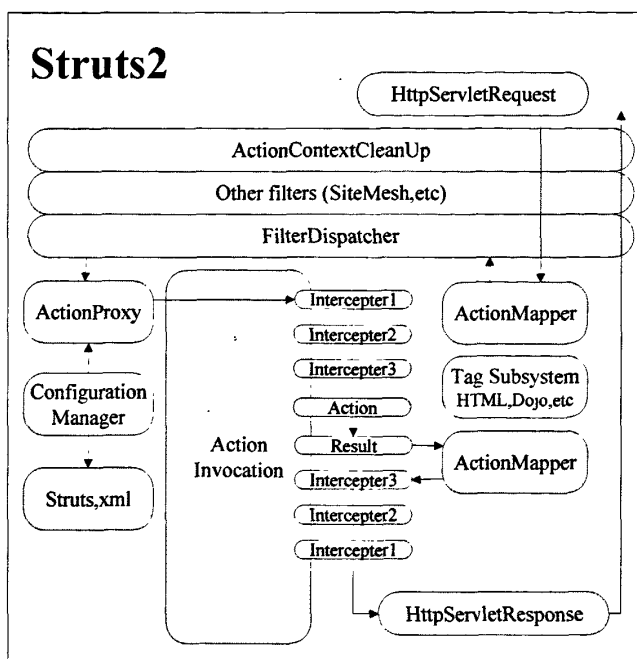 Struts2
HttpServletRequest
ActionContextCleanUp
Other filters (SiteMesh,etc)
FilterDispatcher
ActionProxy
Intercepter1
ActionMapper
Intercepter2
Intercepter3
Tag Subsystem
HTML,Dojo,etc
Configuration
Manager
Action
Action
Invocation
Result
ActionMapper
Struts,xml
Intercepter3
Intercepter2
Intercepter1
HttpServletResponse